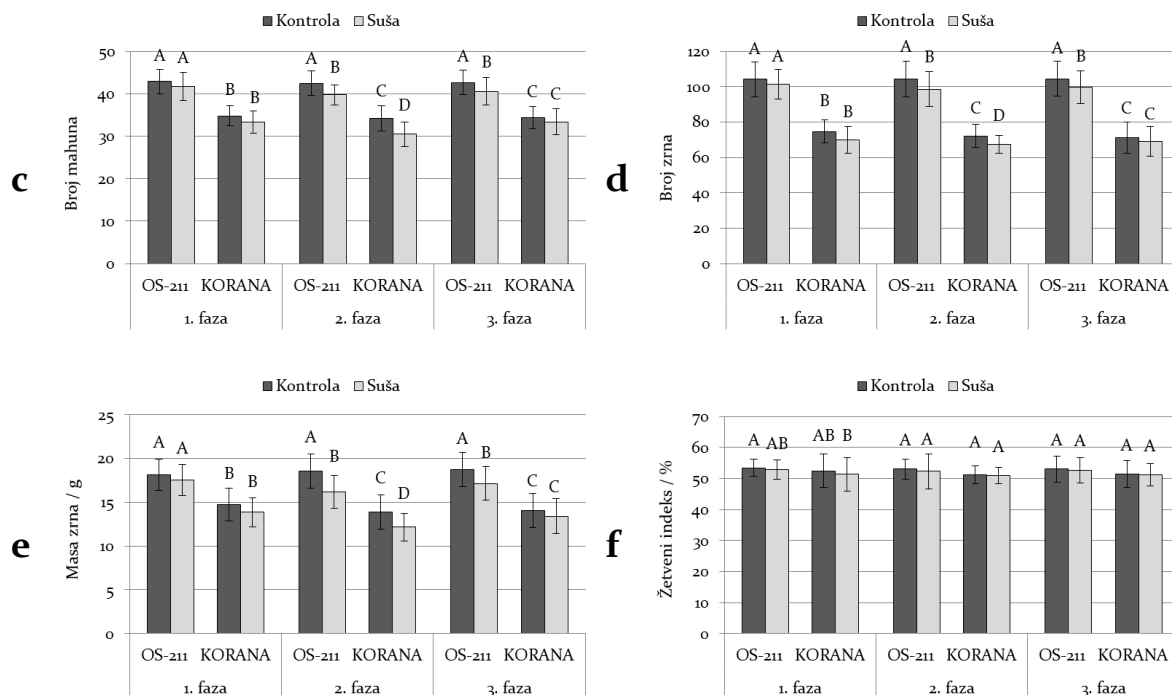 ■ Kontrola □ Suša
c
Broj mahuna
50
40
30
20
10
0
A A B B A B C D A B C C
OS-211 KORANA OS-211 KORANA OS-211 KORANA
1. faza 2. faza 3. faza
■ Kontrola □ Suša
d
Broj zrna
120
100
80
60
40
20
0
A A B B A B C D A B C C
OS-211 KORANA OS-211 KORANA OS-211 KORANA
1. faza 2. faza 3. faza
■ Kontrola □ Suša
e
Masa zrna / g
25
20
15
10
5
0
A A B B A B C D A B C C
OS-211 KORANA OS-211 KORANA OS-211 KORANA
1. faza 2. faza 3. faza
■ Kontrola □ Suša
f
Žetveni indeks / %
70
60
50
40
30
20
10
0
A AB AB B A A A A A A A A
OS-211 KORANA OS-211 KORANA OS-211 KORANA
1. faza 2. faza 3. faza